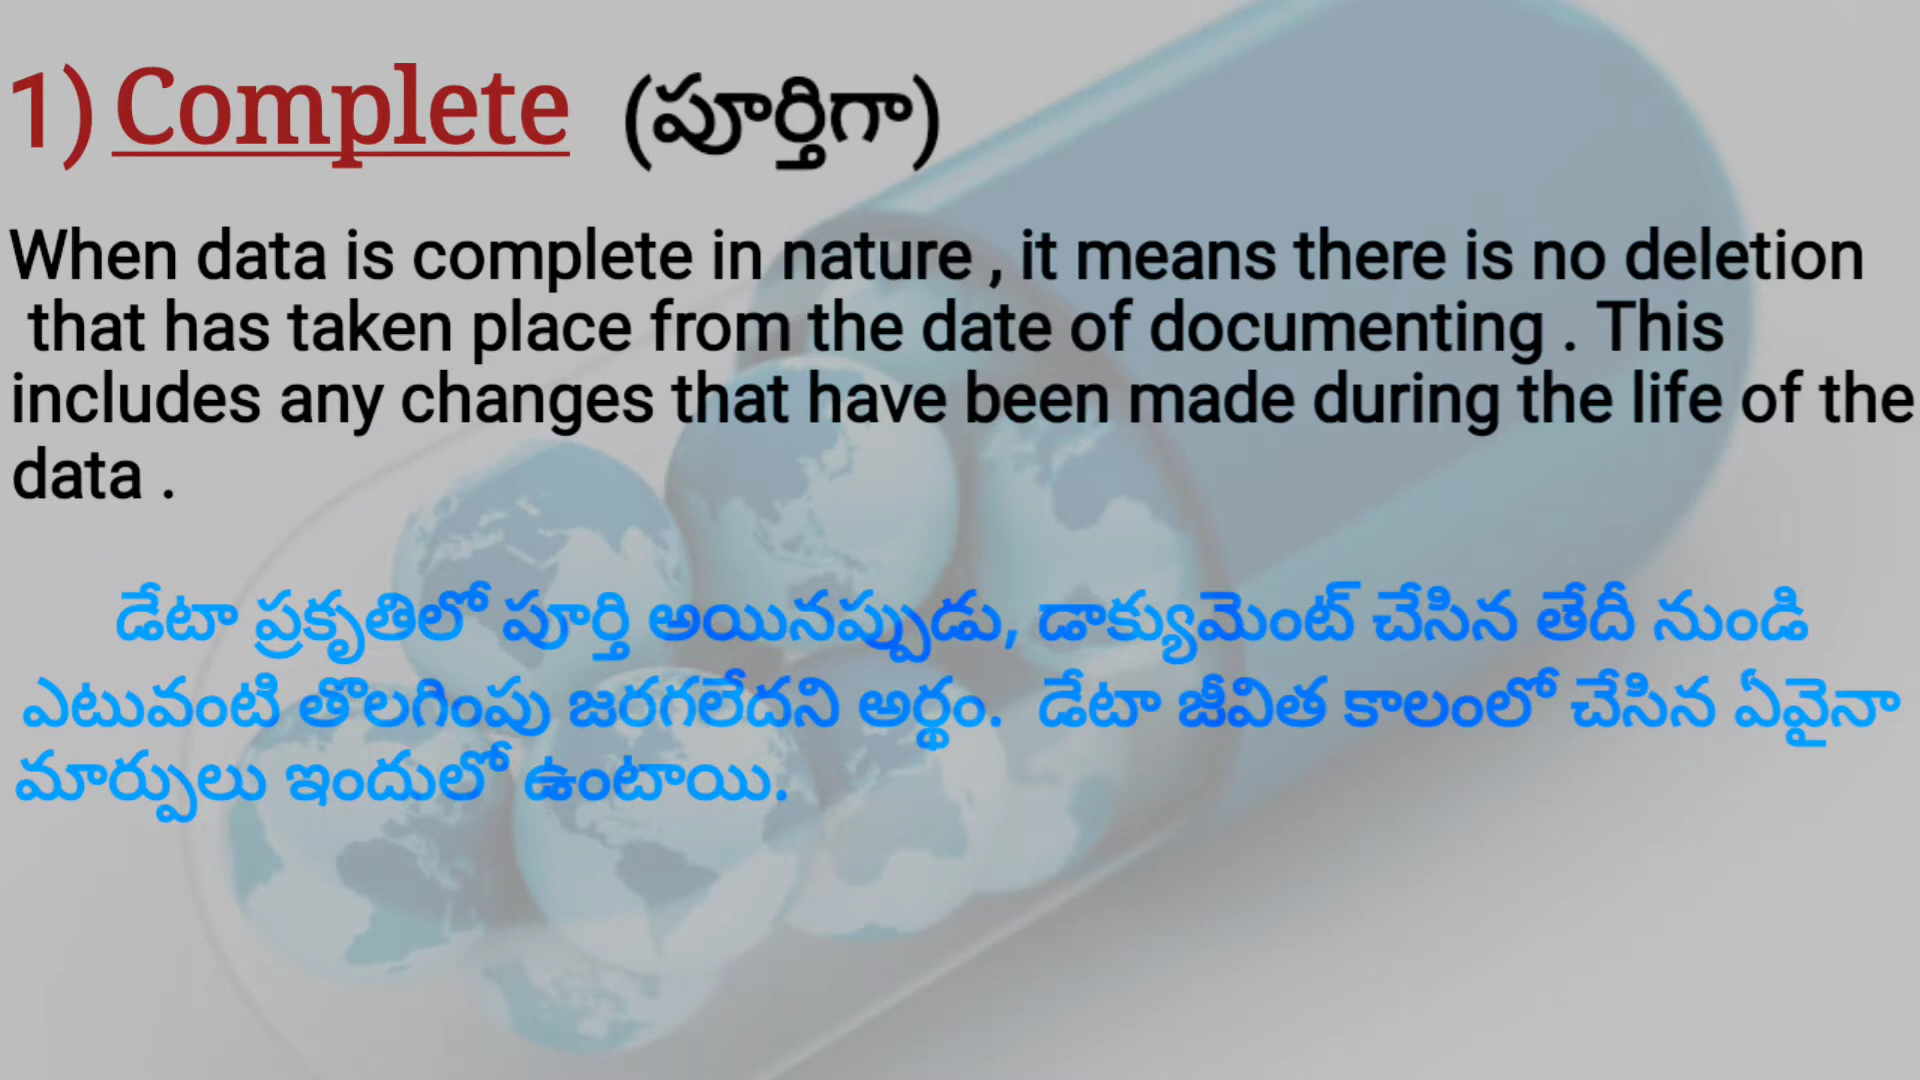 1) Complete (పూర్తిగా)
When data is complete in nature , it means there is no deletion
that has taken place from the date of documenting . This
includes any changes that have been made during the life of the
data .
డేటా ప్రకృతిలో పూర్తి అయినప్పుడు, డాక్యుమెంట్ చేసిన తేదీ నుండి
ఎటువంటి తొలగింపు జరగలేదని అర్థం. డేటా జీవిత కాలంలో చేసిన ఏవైనా
మార్పులు ఇందులో ఉంటాయి.